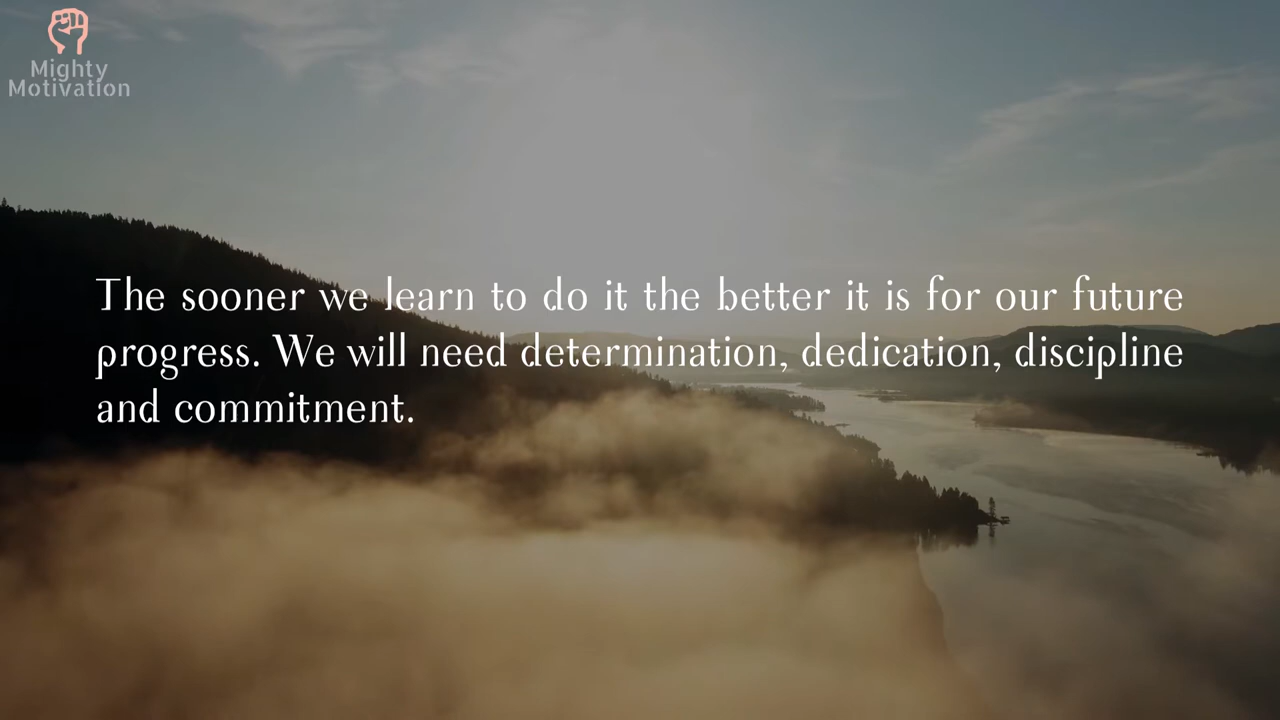 Mighty
Motivation
The sooner we learn to do it the better it is for our future
progress. We will need determination, dedication, discipline
and commitment.